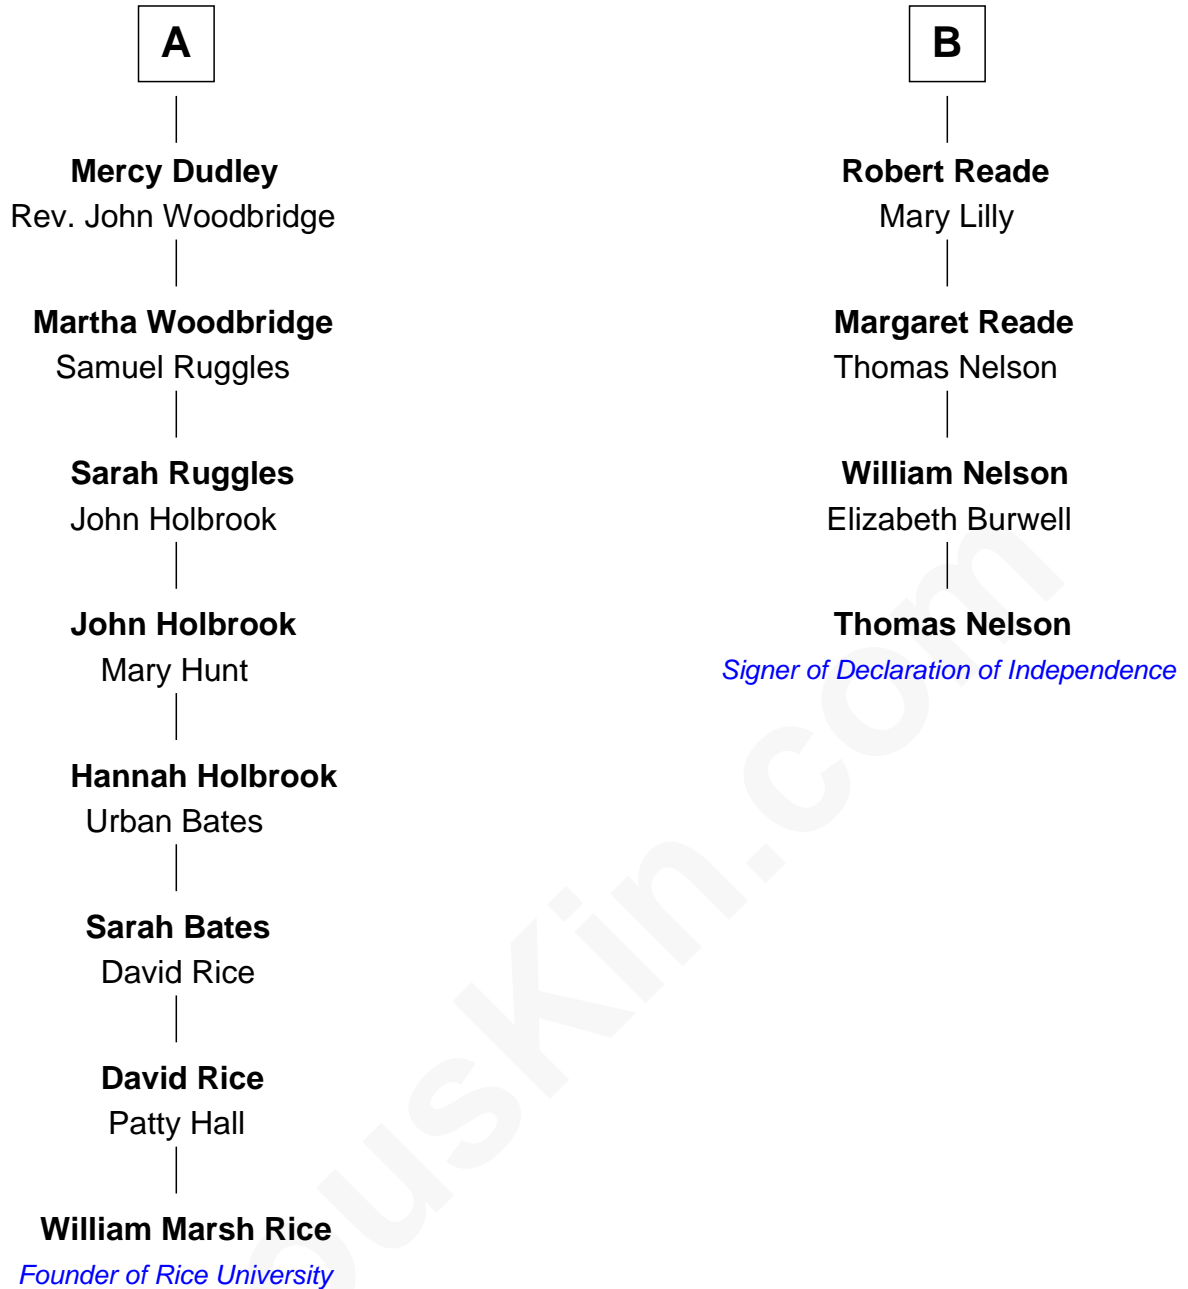 A
Mercy Dudley
Rev. John Woodbridge
Martha Woodbridge
Samuel Ruggles
Sarah Ruggles
John Holbrook
John Holbrook
Mary Hunt
Hannah Holbrook
Urban Bates
Sarah Bates
David Rice
David Rice
Patty Hall
William Marsh Rice
Founder of Rice University
B
Robert Reade
Mary Lilly
Margaret Reade
Thomas Nelson
William Nelson
Elizabeth Burwell
Thomas Nelson
Signer of Declaration of Independence
ousKin.com